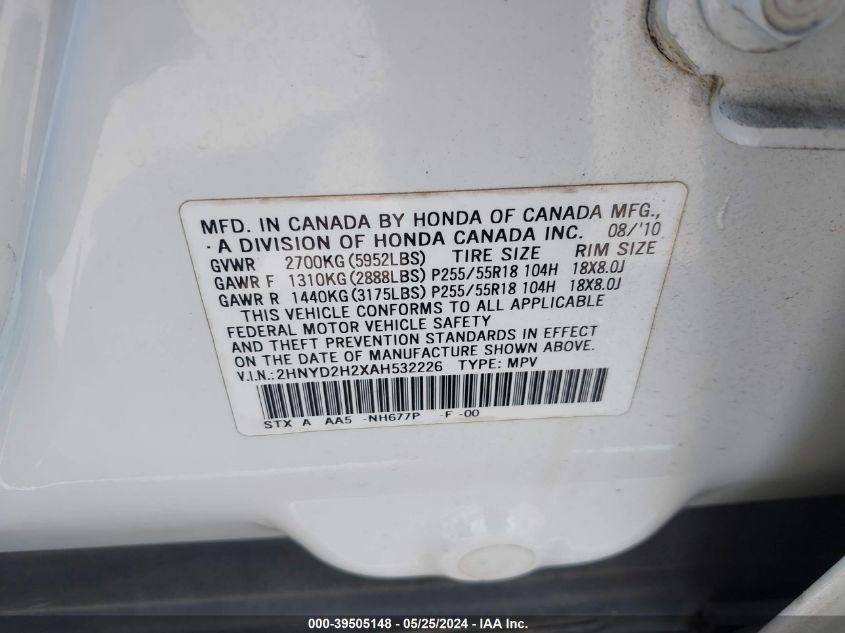 MFD. IN CANADA BY HONDA OF CANADA MFG.,
· A DIVISION OF HONDA CANADA INC. 08/'10
GVWR 2700KG(5952LBS) TIRE SIZE RIM SIZE
GAWR F 1310KG(2888LBS) P255/55R18 104H 18X8.0J
GAWR R 1440KG(3175LBS) P255/55R18 104H 18X8.0J
THIS VEHICLE CONFORMS TO ALL APPLICABLE
FEDERAL MOTOR VEHICLE SAFETY
AND THEFT PREVENTION STANDARDS IN EFFECT
ON THE DATE OF MANUFACTURE SHOWN ABOVE.
V.I.N.: 2HNYD2H2XAH532226 TYPE: MPV
STX A AA5 -NH677P -F -00
000-39505148 - 05/25/2024 - IAA, Inc.